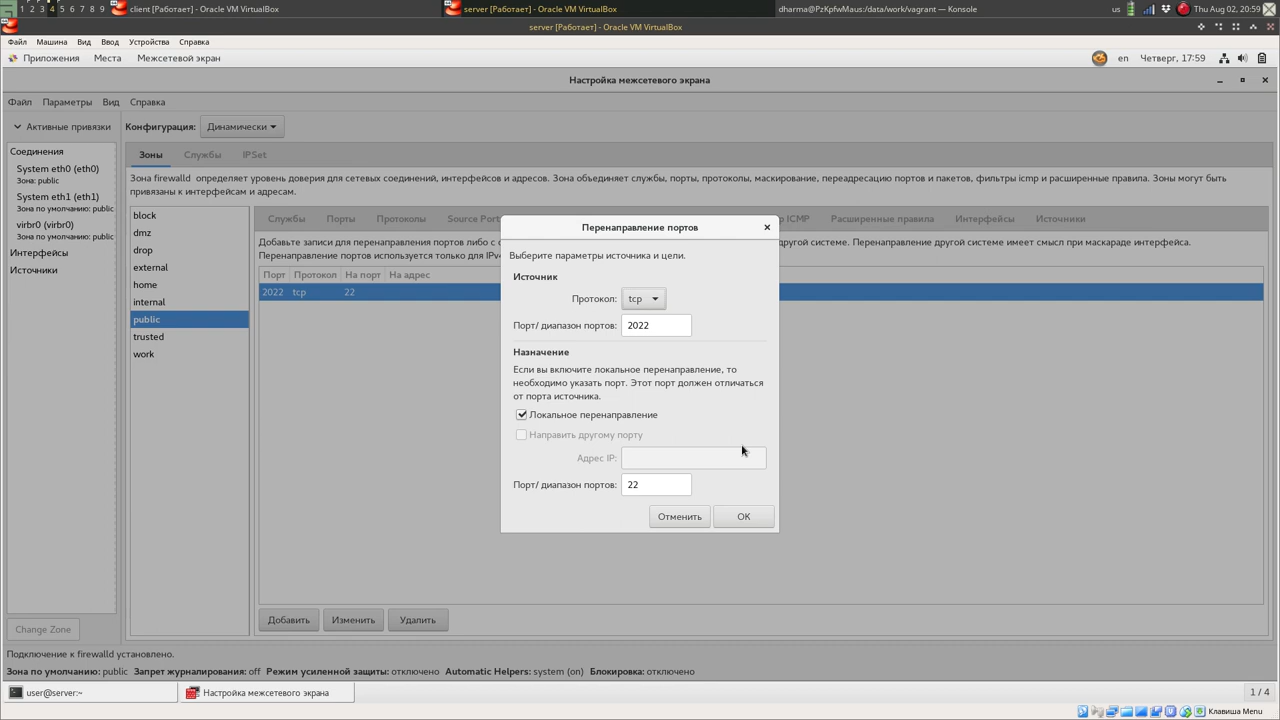 1 2 3 4 5 6 7 8 9
client [Работает] - Oracle VM VirtualBox
server [Работает] - Oracle VM VirtualBox
dharma@PzKpfwMaus:/data/work/vagrant — Konsole
us
Thu Aug 02, 20:59
server [Работает] - Oracle VM VirtualBox
Файл Машина Вид Ввод Устройства Справка
Приложения Места Межсетевой экран
en Четверг, 17:59
Настройка межсетевого экрана
Файл Параметры Вид Справка
Активные привязки
Конфигурация: Динамически
Соединения
System eth0 (eth0)
Зона: public
System eth1 (eth1)
Зона по умолчанию: public
virbr0 (virbr0)
Зона по умолчанию: public
Интерфейсы
Источники
Change Zone
Зоны Службы IPSet
Зона firewalld определяет уровень доверия для сетевых соединений, интерфейсов и адресов. Зона объединяет службы, порты, протоколы, маскирование, переадресацию портов и пакетов, фильтры icmp и расширенные правила. Зоны могут быть
привязаны к интерфейсам и адресам.
block
dmz
drop
external
home
internal
public
trusted
work
Службы Порты Протоколы Source Port ICMP Расширенные правила Интерфейсы Источники
Добавьте записи для перенаправления портов либо с другой системе. Перенаправление другой системе имеет смысл при маскараде интерфейса.
Перенаправление портов используется только для IPv4
Порт Протокол На порт На адрес
2022 tcp 22
Перенаправление портов
Выберите параметры источника и цели.
Источник
Протокол: tcp
Порт/ диапазон портов: 2022
Назначение
Если вы включите локальное перенаправление, то
необходимо указать порт. Этот порт должен отличаться
от порта источника.
Локальное перенаправление
Направить другому порту
Адрес IP:
Порт/ диапазон портов: 22
Отменить OK
Добавить Изменить Удалить
Подключение к firewalld установлено.
Зона по умолчанию: public Запрет журналирования: off Режим усиленной защиты: отключено Automatic Helpers: system (on) Блокировка: отключено
user@server:~ Настройка межсетевого экрана
1 / 4
Клавиша Menu